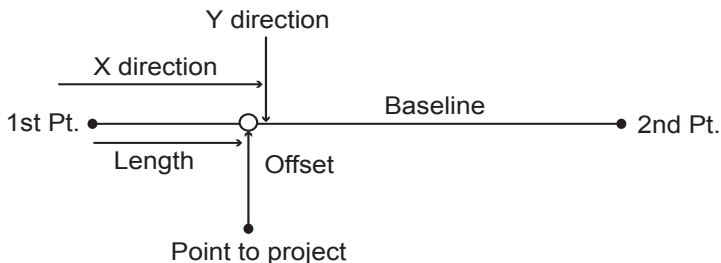 Y direction
X direction
1st Pt.
Baseline
2nd Pt.
Length
Offset
Point to project